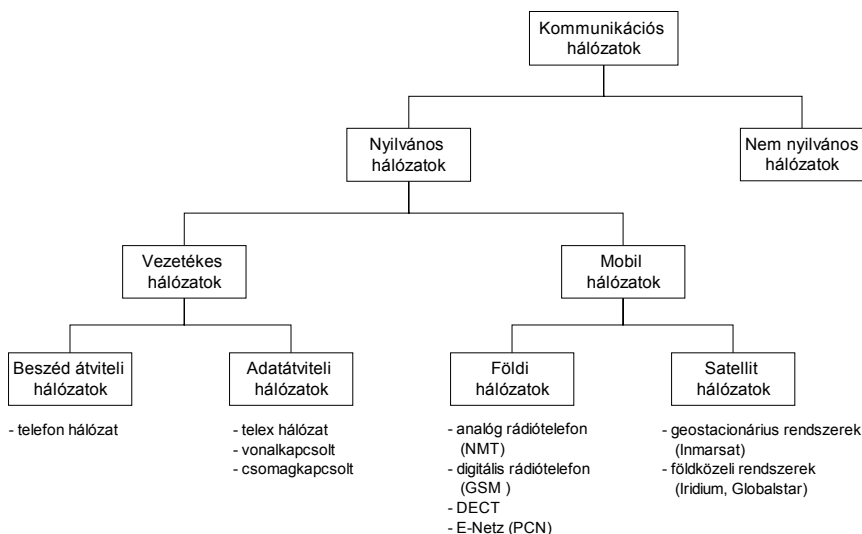 Kommunikációs
hálózatok
Nyilvános
hálózatok
Nem nyilvános
hálózatok
Vezetékes
hálózatok
Mobil
hálózatok
Beszéd átviteli
hálózatok
Adatátviteli
hálózatok
Földi
hálózatok
Satellit
hálózatok
- telefon hálózat
- telex hálózat
- vonalkapcsolt
- csomagkapcsolt
- analóg rádiótelefon
(NMT)
- digitális rádiótelefon
(GSM )
- DECT
- E-Netz (PCN)
- geostacionárius rendszerek
(Inmarsat)
- földközeli rendszerek
(Iridium, Globalstar)